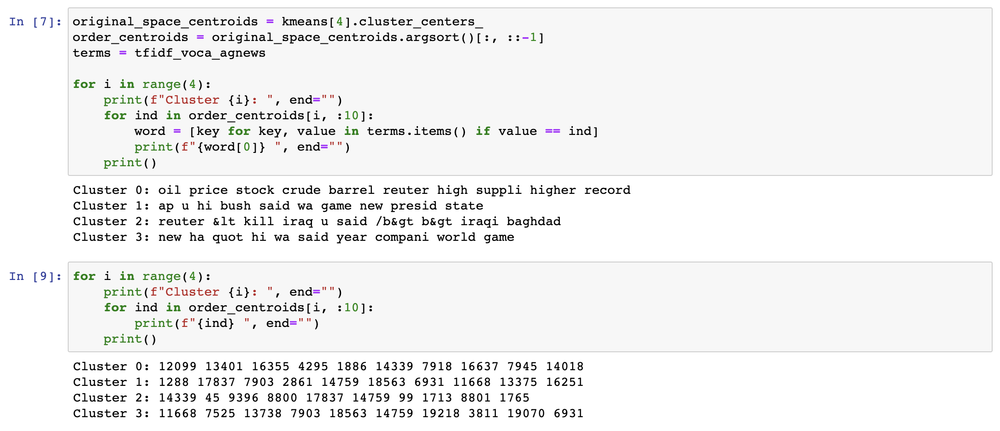 In [7]: original_space_centroids = kmeans[4].cluster_centers_
order_centroids = original_space_centroids.argsort()[:, ::-1]
terms = tfidf_voca_agnews

for i in range(4):
    print(f"Cluster {i}: ", end="")
    for ind in order_centroids[i, :10]:
        word = [key for key, value in terms.items() if value == ind]
        print(f"{word[0]} ", end="")
    print()
Cluster 0: oil price stock crude barrel reuter high suppli higher record
Cluster 1: ap u hi bush said wa game new presid state
Cluster 2: reuter &lt kill iraq u said /b&gt b&gt iraqi baghdad
Cluster 3: new ha quot hi wa said year compani world game
In [9]: for i in range(4):
    print(f"Cluster {i}: ", end="")
    for ind in order_centroids[i, :10]:
        print(f"{ind} ", end="")
    print()
Cluster 0: 12099 13401 16355 4295 1886 14339 7918 16637 7945 14018
Cluster 1: 1288 17837 7903 2861 14759 18563 6931 11668 13375 16251
Cluster 2: 14339 45 9396 8800 17837 14759 99 1713 8801 1765
Cluster 3: 11668 7525 13738 7903 18563 14759 19218 3811 19070 6931